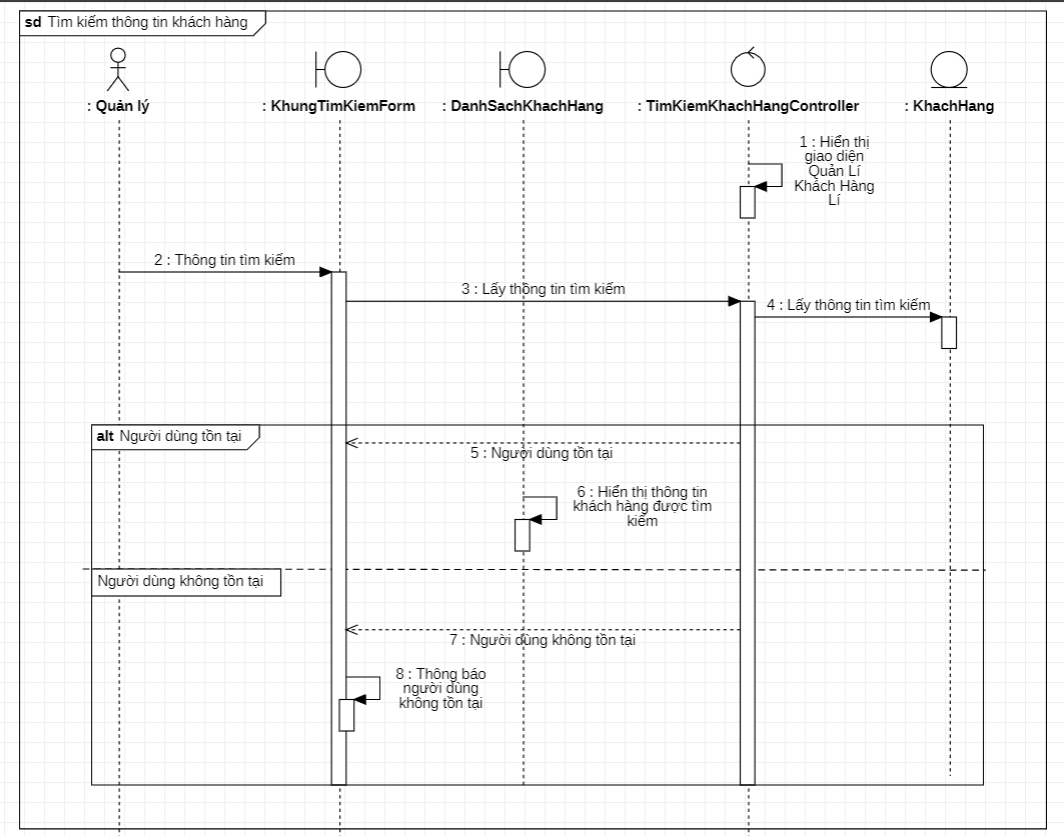 sd Tìm kiếm thông tin khách hàng
: Quản lý
: KhungTimKiemForm
: DanhSachKhachHang
: TimKiemKhachHangController
: KhachHang
1 : Hiển thị
giao diện
Quản Lí
Khách Hàng
Lí
2 : Thông tin tìm kiếm
3 : Lấy thông tin tìm kiếm
4 : Lấy thông tin tìm kiếm
alt Người dùng tồn tại
5 : Người dùng tồn tại
6 : Hiển thị thông tin
khách hàng được tìm
kiếm
Người dùng không tồn tại
7 : Người dùng không tồn tại
8 : Thông báo
người dùng
không tồn tại